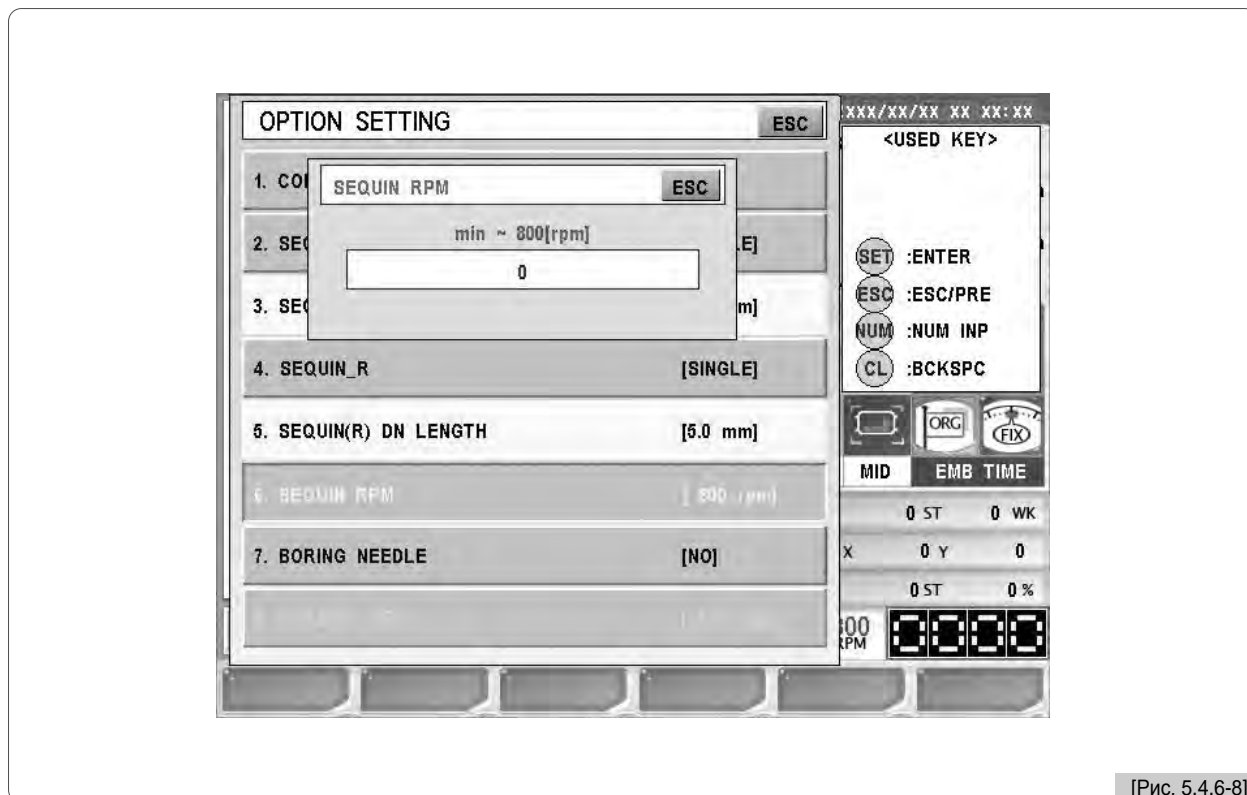 OPTION SETTING ESC
XXX/XX/XX XX XX:XX
<USED KEY>
1. CO
SEQUIN RPM ESC
2. SEQ
min ~ 800[rpm]
E]
0
3. SEQ
m]
SET :ENTER
ESC :ESC/PRE
NUM :NUM INP
CL :BCKSPC
4. SEQUIN_R [SINGLE]
5. SEQUIN(R) DN LENGTH [5.0 mm]
6. SEQUIN RPM [ 800 rpm]
7. BORING NEEDLE [NO]
ORG
FIX
MID EMB TIME
0 ST 0 WK
X 0 Y 0
0 ST 0 %
RPM
0000
[Рис. 5.4.6-8]